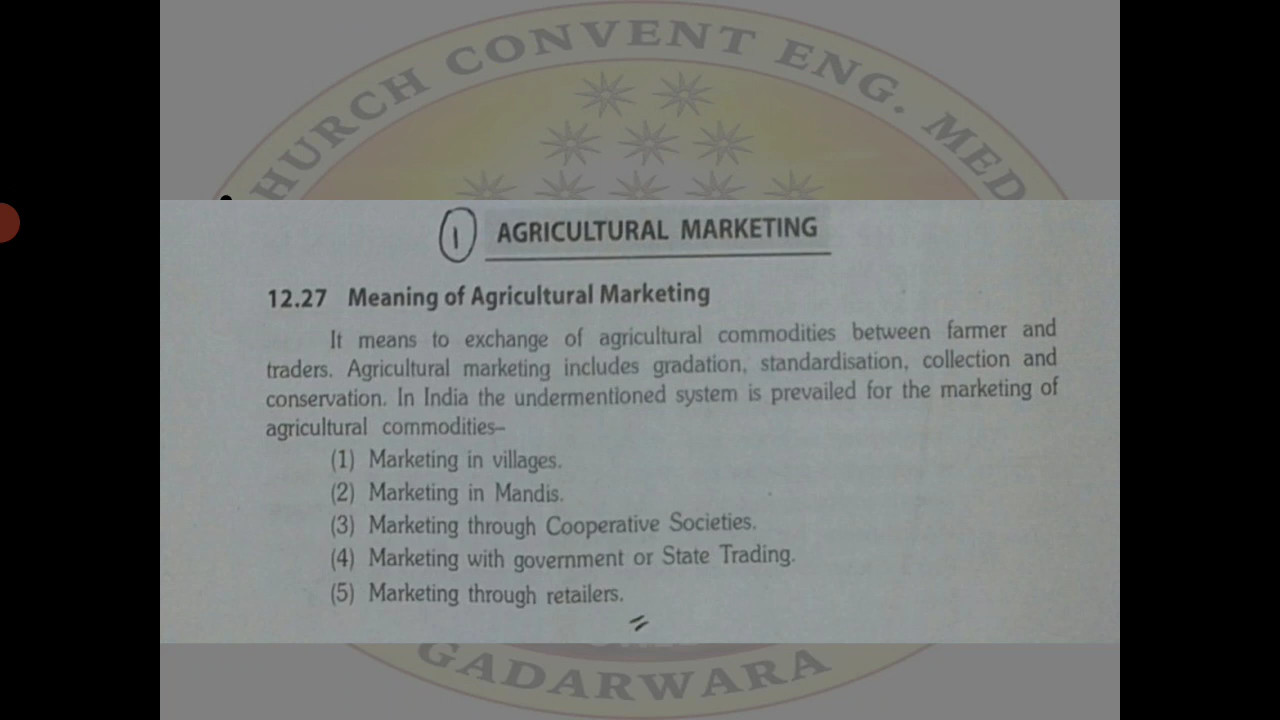 HURCH CONVENT ENG. MED
1 AGRICULTURAL MARKETING
12.27 Meaning of Agricultural Marketing
It means to exchange of agricultural commodities between farmer and
traders. Agricultural marketing includes gradation, standardisation, collection and
conservation. In India the undermentioned system is prevailed for the marketing of
agricultural commodities–
(1) Marketing in villages.
(2) Marketing in Mandis.
(3) Marketing through Cooperative Societies.
(4) Marketing with government or State Trading.
(5) Marketing through retailers.
GADARWARA